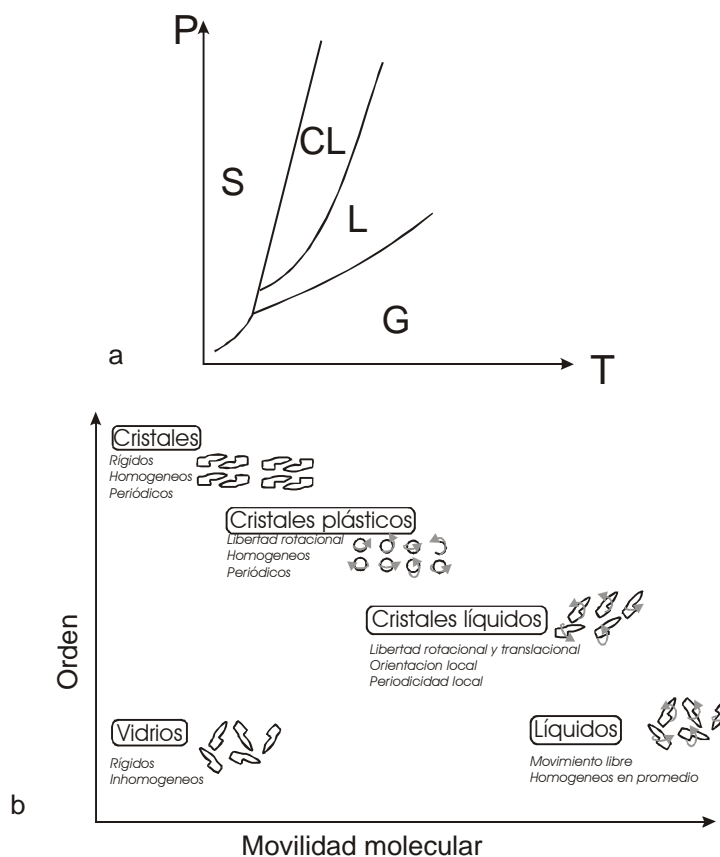 P
CL
S
L
G
a
T
Cristales
Rígidos
Homogeneos
Periódicos
Cristales plásticos
Libertad rotacional
Homogeneos
Periódicos
Cristales líquidos
Libertad rotacional y translacional
Orientacion local
Periodicidad local
Orden
Vidrios
Rígidos
Inhomogeneos
Líquidos
Movimiento libre
Homogeneos en promedio
b
Movilidad molecular